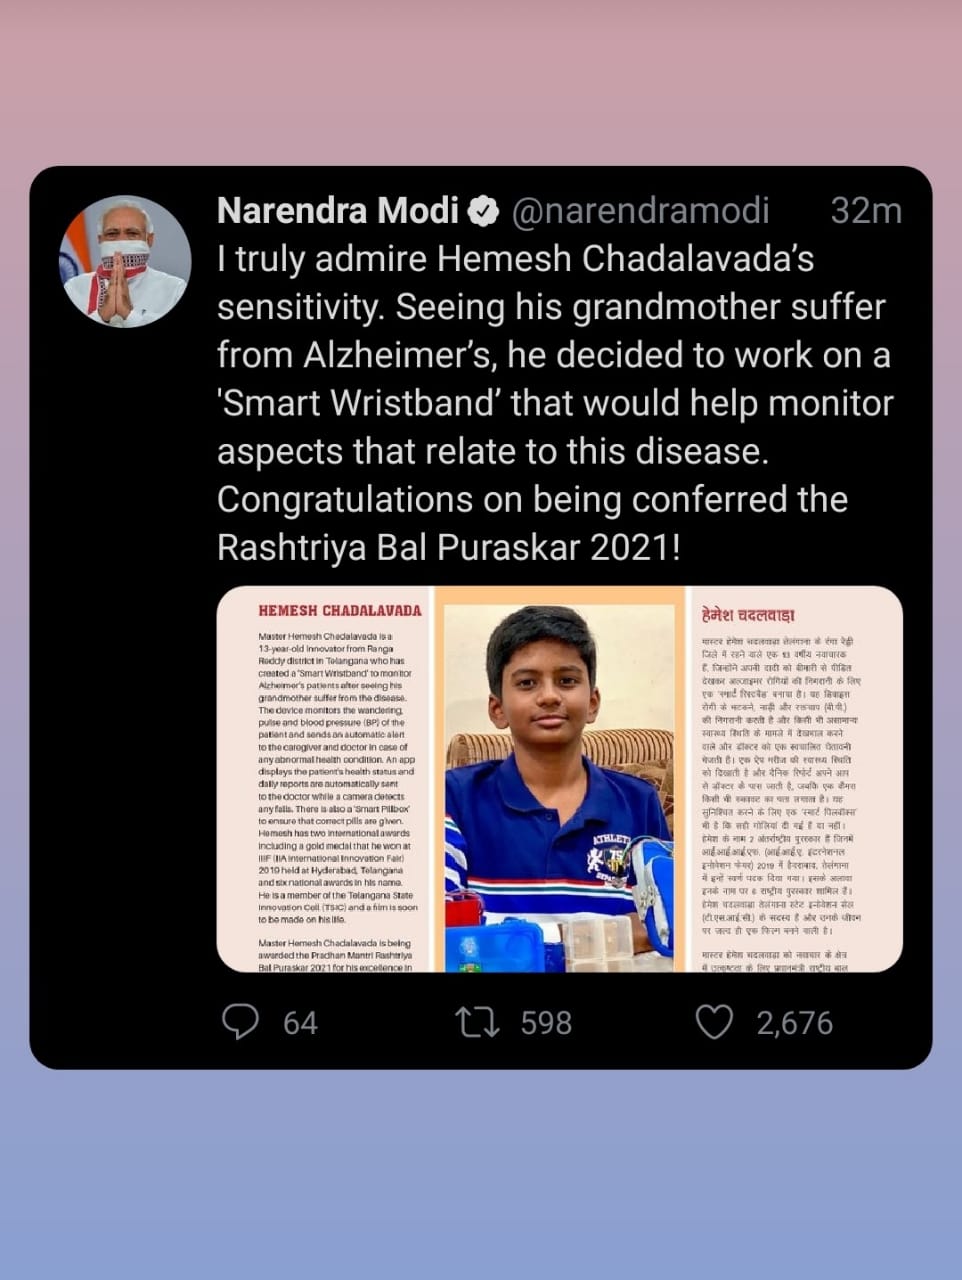 Narendra Modi @narendramodi 32m
I truly admire Hemesh Chadalavada’s
sensitivity. Seeing his grandmother suffer
from Alzheimer’s, he decided to work on a
'Smart Wristband’ that would help monitor
aspects that relate to this disease.
Congratulations on being conferred the
Rashtriya Bal Puraskar 2021!
HEMESH CHADALAVADA
Master Hemesh Chadalavada is a
13-year-old innovator from Ranga
Reddy district in Telangana who has
created a 'Smart Wristband' to monitor
Alzheimer's patients after seeing his
grandmother suffer from the disease.
The device monitors the wandering,
pulse and blood pressure (BP) of the
patient and sends an automatic alert
to the caregiver and doctor in case of
any abnormal health condition. An app
displays the patient's health status and
daily reports are automatically sent
to the doctor while a camera detects
any falls. There is also a 'Smart Pillbox'
to ensure that correct pills are given.
Hemesh has two international awards
including a gold medal that he won at
IIIF (IIA International Innovation Fair)
2019 held at Hyderabad, Telangana
and six national awards in his name.
He is a member of the Telangana State
Innovation Cell (TSIC) and a film is soon
to be made on his life.
Master Hemesh Chadalavada is being
awarded the Pradhan Mantri Rashtriya
Bal Puraskar 2021 for his excellence in
ATHLET
75
हेमेश चदलवाड़ा
मास्टर हेमेश चदलवाड़ा तेलंगाना के रंगा रेड्डी
जिले में रहने वाले एक 13 वर्षीय नवाचारक
हैं, जिन्होंने अपनी दादी को बीमारी से पीड़ित
देखकर अल्जाइमर रोगियों की निगरानी के लिए
एक 'स्मार्ट रिस्टबैंड' बनाया है। यह डिवाइस
रोगी के भटकने, नाड़ी और रक्तचाप (बी.पी.)
की निगरानी करती है और किसी भी असामान्य
स्वास्थ्य स्थिति के मामले में देखभाल करने
वाले और डॉक्टर को एक स्वचालित चेतावनी
भेजती है। एक ऐप मरीज की स्वास्थ्य स्थिति
को दिखाती है और दैनिक रिपोर्ट अपने आप
से डॉक्टर के पास जाती है, जबकि एक कैमरा
किसी भी का पता लगाता है। यह
सुनिश्चित करने के लिए एक 'स्मार्ट पिलबॉक्स'
भी है कि सही गोलियां दी गई हैं या नहीं।
हेमेश के नाम 2 अंतर्राष्ट्रीय पुरस्कार हैं जिनमें
आई.आई.आई.एफ. (आई.आई.ए. इंटरनेशनल
इनोवेशन फेयर) 2019 में हैदराबाद, तेलंगाना
में इन्हें स्वर्ण पदक दिया गया। इसके अलावा
इनके नाम पर 6 राष्ट्रीय पुरस्कार शामिल हैं।
हेमेश चदलवाड़ा तेलंगाना स्टेट इनोवेशन सेल
(टी.एस.आई.सी.) के सदस्य हैं और उनके जीवन
पर जल्द ही एक फिल्म बनने वाली है।
मास्टर हेमेश चदलवाड़ा को नवाचार के क्षेत्र
में उत्कृष्टता के लिए प्रधानमंत्री राष्ट्रीय बाल
64 598 2,676